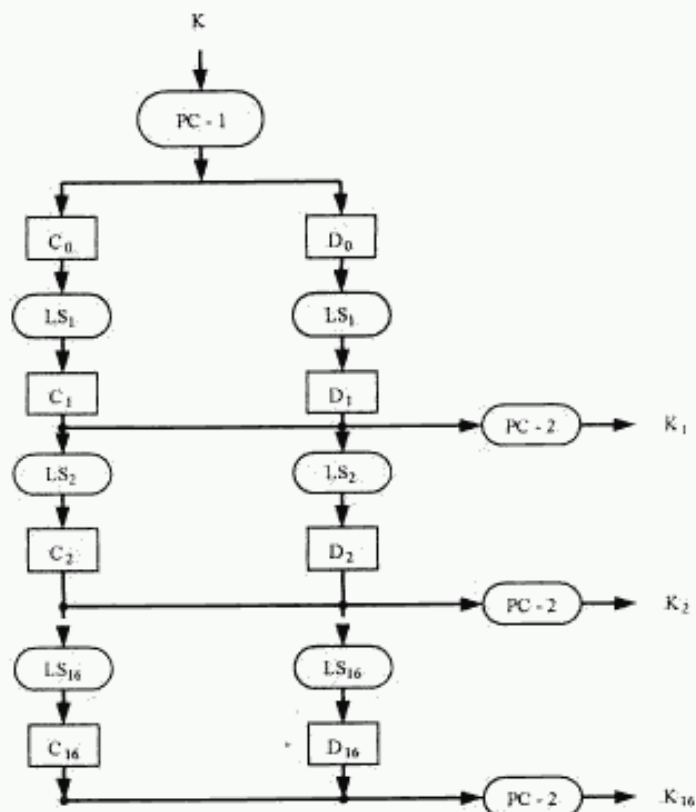 K
PC - 1
C₀ D₀
LS₁ LS₁
C₁ D₁
PC - 2 K₁
LS₂ LS₂
C₂ D₂
PC - 2 K₂
LS₁₆ LS₁₆
C₁₆ D₁₆
PC - 2 K₁₆